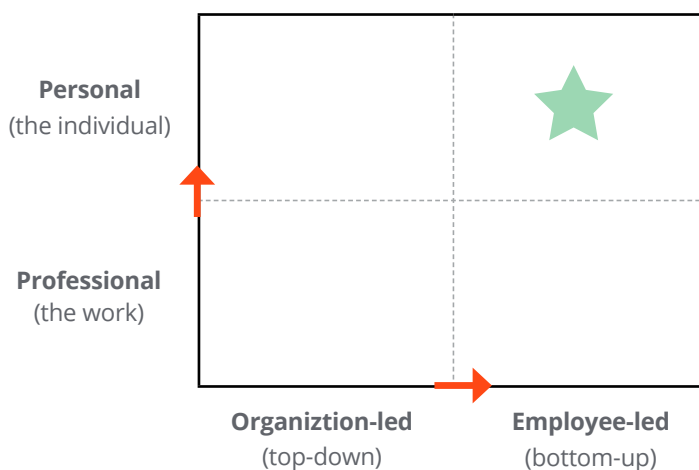 Personal
(the individual)
Professional
(the work)
Organiztion-led
(top-down)
Employee-led
(bottom-up)